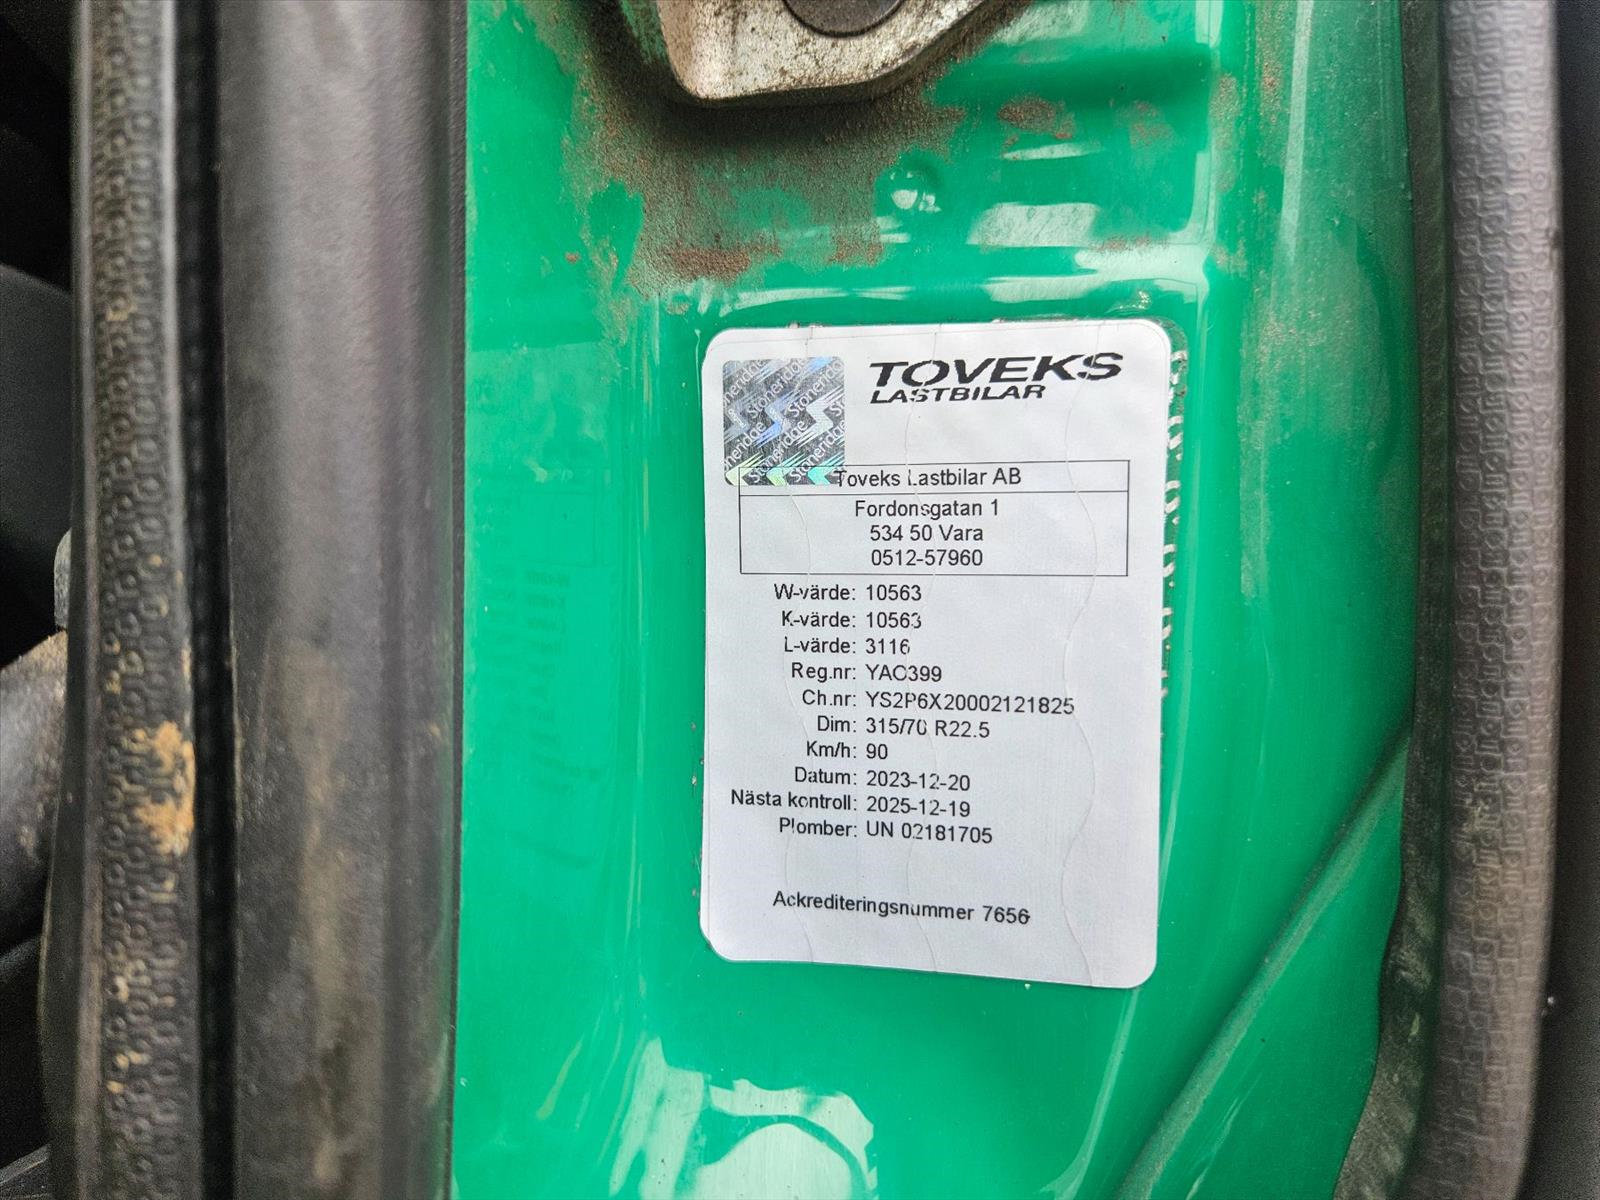 TOVEKS
LASTBILAR
Stoneridge
Toveks Lastbilar AB
Fordonsgatan 1
534 50 Vara
0512-57960
W-värde: 10563
K-värde: 10563
L-värde: 3116
Reg.nr: YAO399
Ch.nr: YS2P6X20002121825
Dim: 315/70 R22.5
Km/h: 90
Datum: 2023-12-20
Nästa kontroll: 2025-12-19
Plomber: UN 02181705
Ackrediteringsnummer 7656